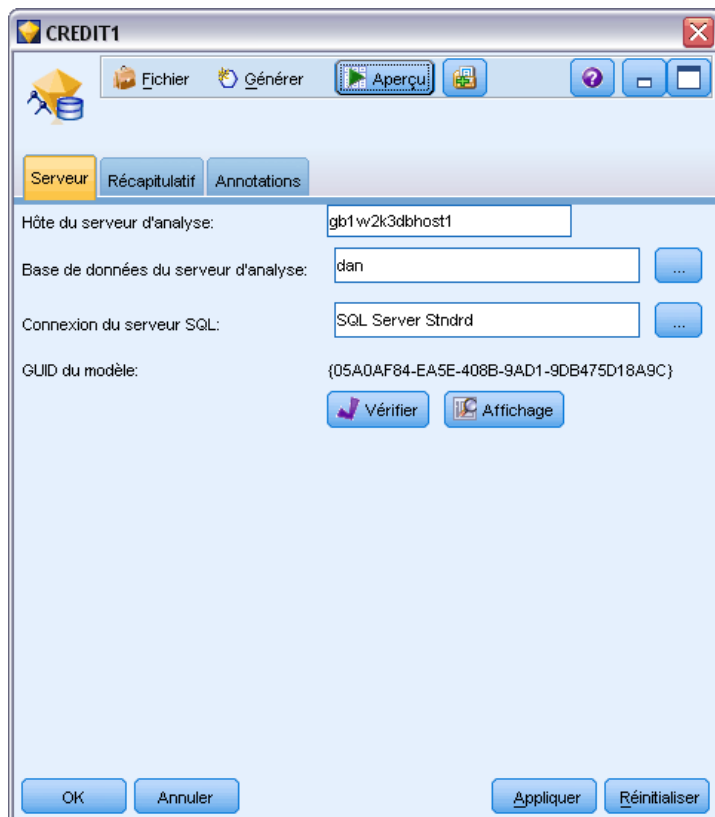 CREDIT1
Fichier Générer Aperçu
Serveur Récapitulatif Annotations
Hôte du serveur d'analyse: gb1w2k3dbhost1
Base de données du serveur d'analyse: dan ...
Connexion du serveur SQL: SQL Server Stndrd ...
GUID du modèle: {05A0AF84-EA5E-408B-9AD1-9DB475D18A9C}
Vérifier Affichage
OK Annuler Appliquer Réinitialiser